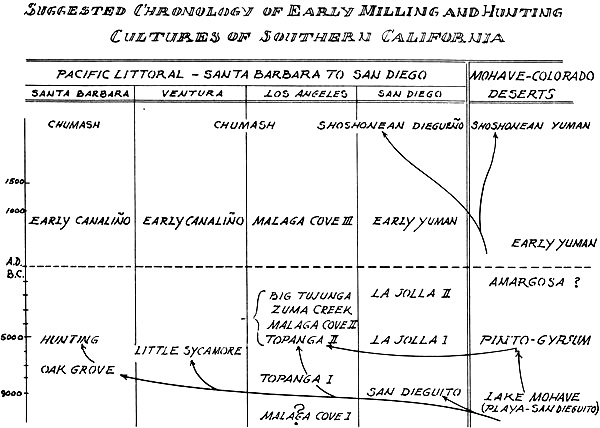 SUGGESTED CHRONOLOGY OF EARLY MILLING AND HUNTING
CULTURES OF SOUTHERN CALIFORNIA
PACIFIC LITTORAL – SANTA BARBARA TO SAN DIEGO
MOHAVE-COLORADO
DESERTS
SANTA BARBARA VENTURA LOS ANGELES SAN DIEGO
CHUMASH CHUMASH SHOSHONEAN DIEGUEÑO SHOSHONEAN YUMAN
1500
1000
EARLY CANALIÑO EARLY CANALIÑO MALAGA COVE III EARLY YUMAN
EARLY YUMAN
A.D.
B.C.
AMARGOSA ?
BIG TUJUNGA LA JOLLA II
ZUMA CREEK
MALAGA COVE II
5000 HUNTING TOPANGA II LA JOLLA I PINTO-GYPSUM
LITTLE SYCAMORE
OAK GROVE
TOPANGA I
9000 SAN DIEGUITO LAKE MOHAVE
(PLAYA-SAN DIEGUITO)
?
MALAGA COVE I